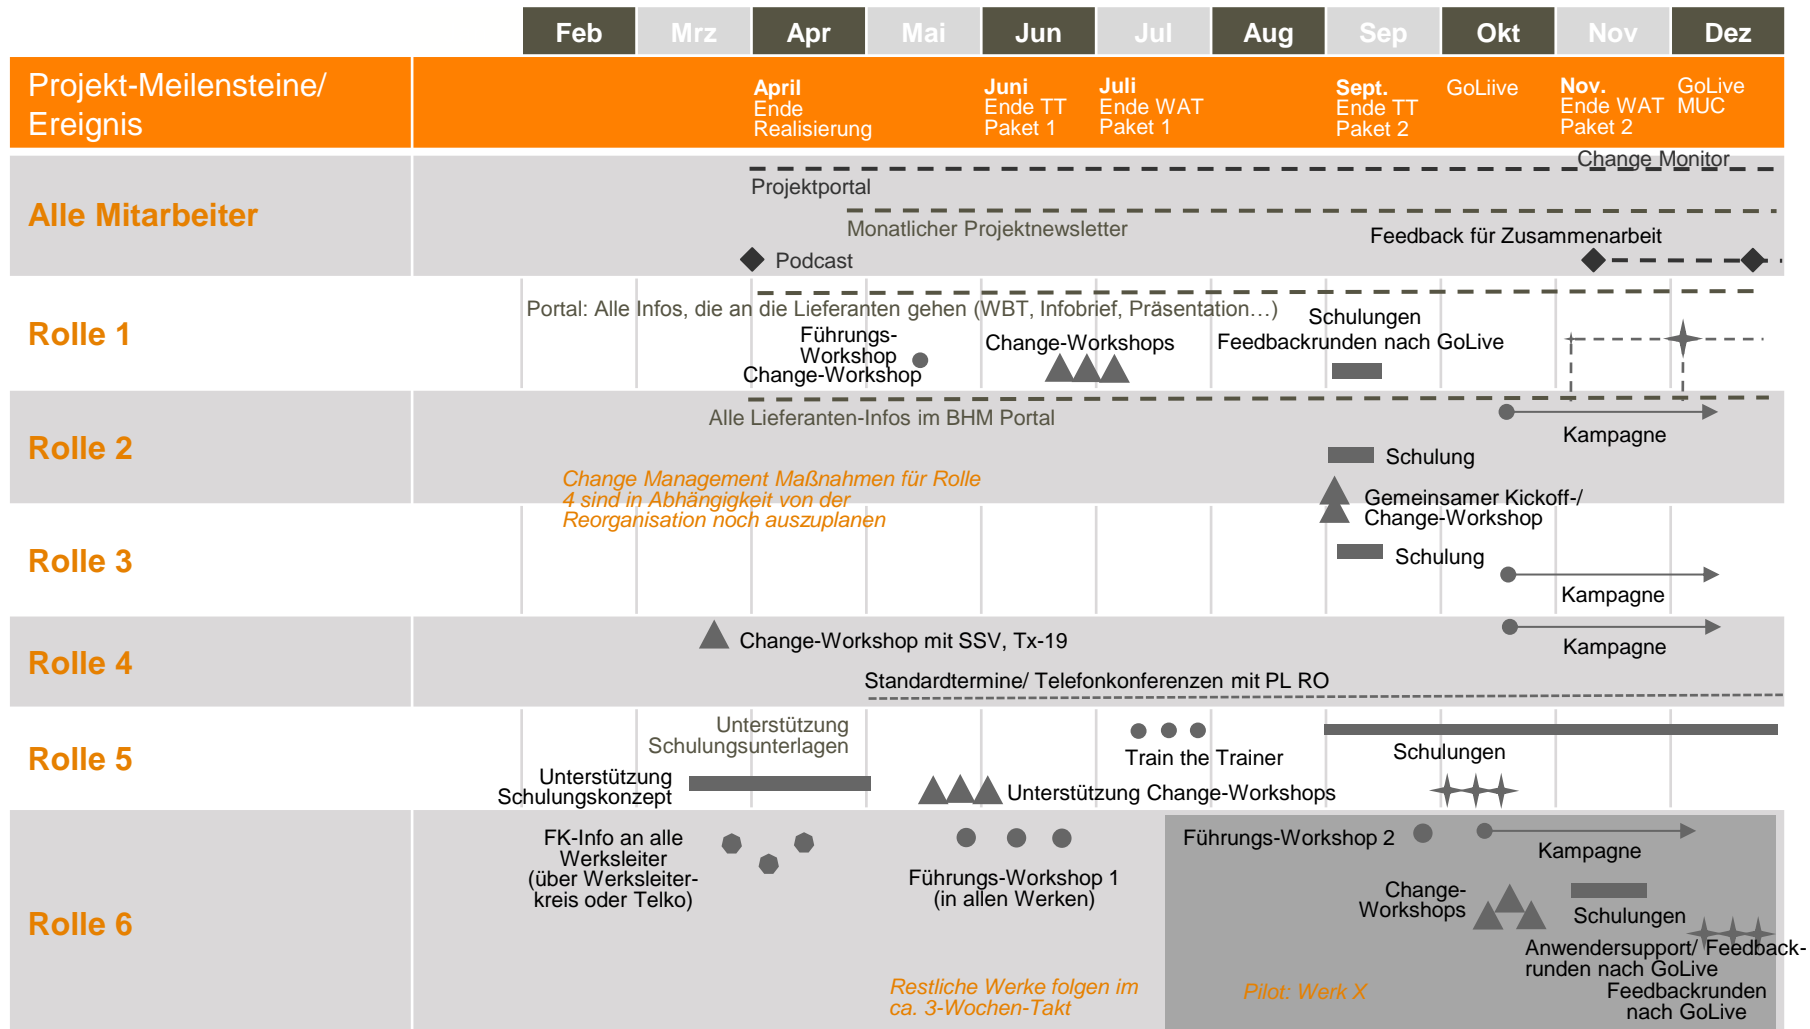 Feb Mrz Apr Mai Jun Jul Aug Sep Okt Nov Dez
Projekt-Meilensteine/
Ereignis
April
Ende
Realisierung
Juni
Ende TT
Paket 1
Juli
Ende WAT
Paket 1
Sept.
Ende TT
Paket 2
GoLiive
Nov.
Ende WAT
Paket 2
GoLive
MUC
Alle Mitarbeiter
Change Monitor
Projektportal
Monatlicher Projektnewsletter
Feedback für Zusammenarbeit
Podcast
Rolle 1
Portal: Alle Infos, die an die Lieferanten gehen (WBT, Infobrief, Präsentation…)
Führungs-
Workshop
Change-Workshop
Change-Workshops
Schulungen
Feedbackrunden nach GoLive
Rolle 2
Alle Lieferanten-Infos im BHM Portal
Kampagne
Schulung
Change Management Maßnahmen für Rolle
4 sind in Abhängigkeit von der
Reorganisation noch auszuplanen
Gemeinsamer Kickoff-/
Change-Workshop
Rolle 3
Schulung
Kampagne
Rolle 4
Change-Workshop mit SSV, Tx-19
Kampagne
Standardtermine/ Telefonkonferenzen mit PL RO
Rolle 5
Unterstützung
Schulungsunterlagen
Train the Trainer
Schulungen
Unterstützung
Schulungskonzept
Unterstützung Change-Workshops
Rolle 6
FK-Info an alle
Werksleiter
(über Werksleiter-
kreis oder Telko)
Führungs-Workshop 1
(in allen Werken)
Führungs-Workshop 2
Kampagne
Change-
Workshops
Schulungen
Anwendersupport/ Feedback-
runden nach GoLive
Feedbackrunden
nach GoLive
Restliche Werke folgen im
ca. 3-Wochen-Takt
Pilot: Werk X